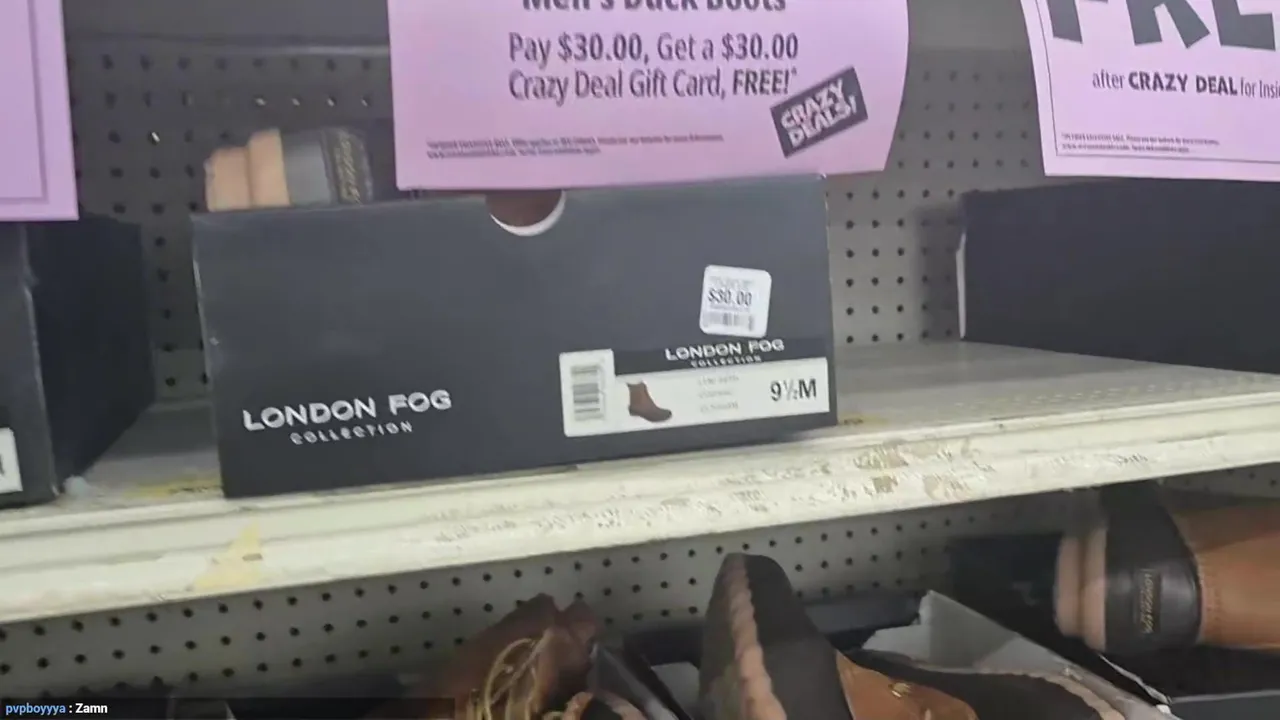 Men's Duck Boots
Pay $30.00, Get a $30.00
Crazy Deal Gift Card, FREE!*
CRAZY
DEALS!
FRE
after CRAZY DEAL for Insi
$30.00
LONDON FOG
COLLECTION
9½M
LONDON FOG
COLLECTION
pvpboyyya : Zamn